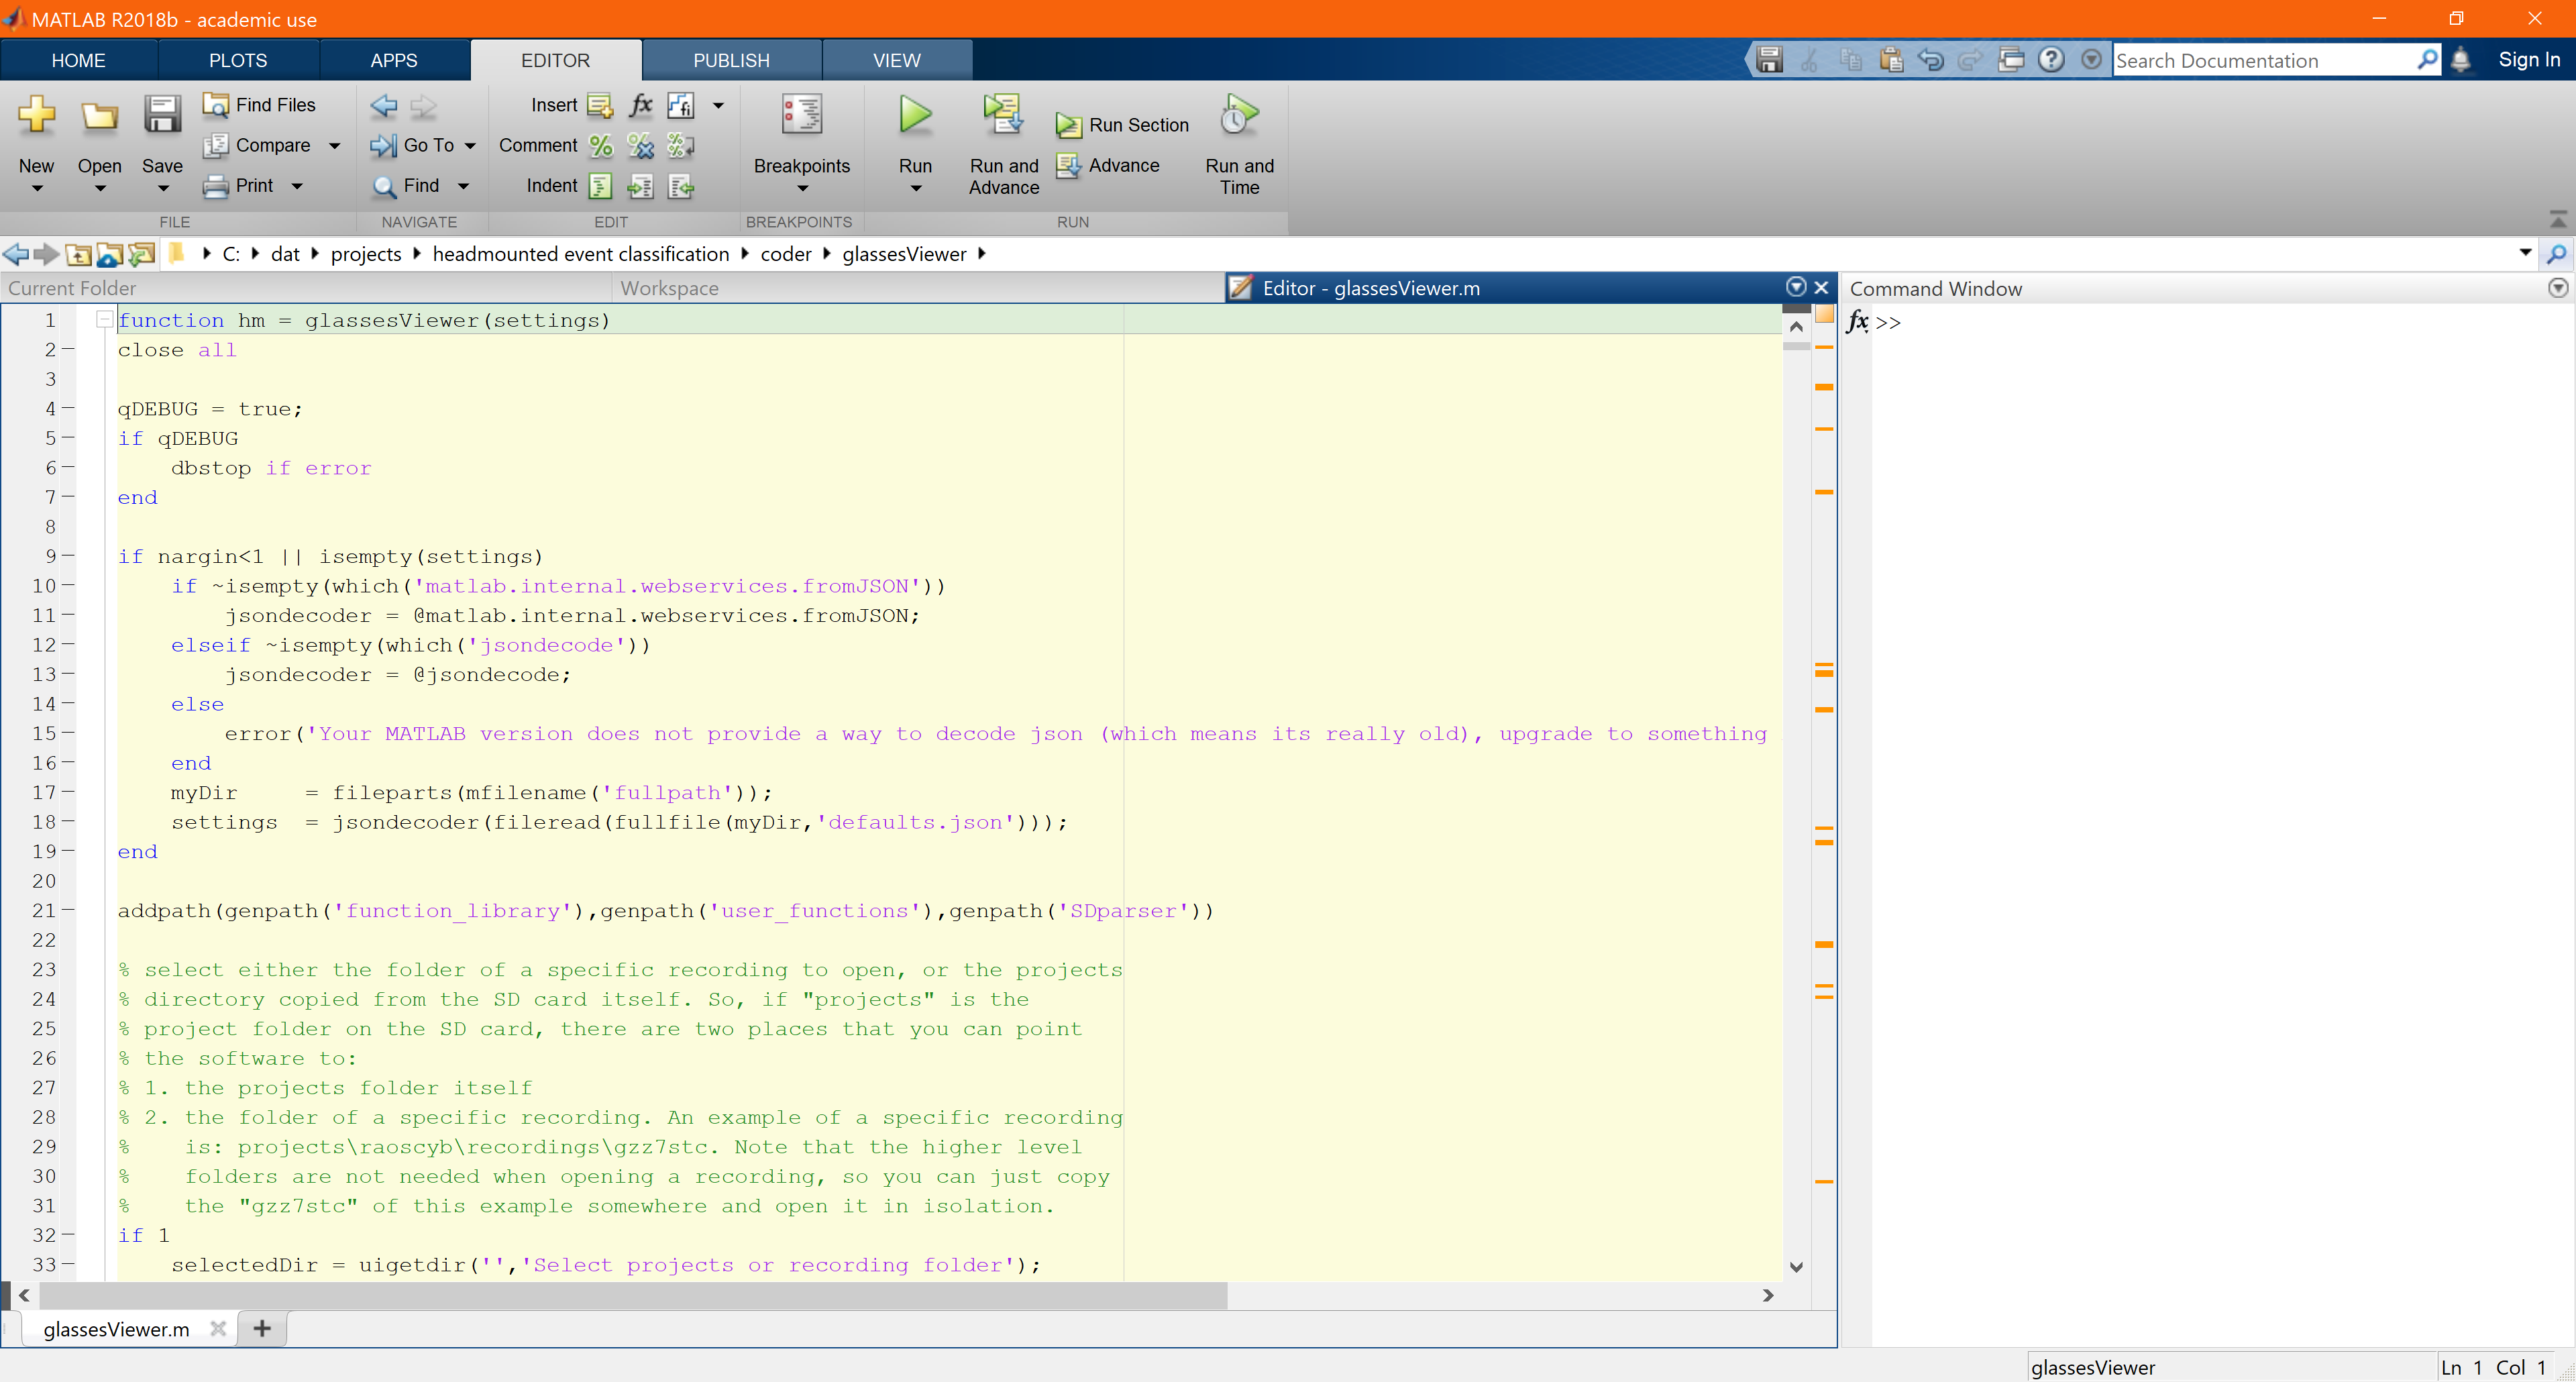 MATLAB R2018b - academic use
HOME PLOTS APPS EDITOR PUBLISH VIEW Search Documentation Sign In
New Open Save Find Files Compare Print
Go To Find
Insert fx fi
Comment
Indent
Breakpoints
Run Run and Advance Run Section Advance Run and Time
FILE NAVIGATE EDIT BREAKPOINTS RUN
C: dat projects headmounted event classification coder glassesViewer
Current Folder Workspace Editor - glassesViewer.m Command Window
fx >>
1 function hm = glassesViewer(settings)
2 close all
3
4 qDEBUG = true;
5 if qDEBUG
6 dbstop if error
7 end
8
9 if nargin<1 || isempty(settings)
10 if ~isempty(which('matlab.internal.webservices.fromJSON'))
11 jsondecoder = @matlab.internal.webservices.fromJSON;
12 elseif ~isempty(which('jsondecode'))
13 jsondecoder = @jsondecode;
14 else
15 error('Your MATLAB version does not provide a way to decode json (which means its really old), upgrade to something
16 end
17 myDir = fileparts(mfilename('fullpath'));
18 settings = jsondecoder(fileread(fullfile(myDir,'defaults.json')));
19 end
20
21 addpath(genpath('function_library'),genpath('user_functions'),genpath('SDparser'))
22
23 % select either the folder of a specific recording to open, or the projects
24 % directory copied from the SD card itself. So, if "projects" is the
25 % project folder on the SD card, there are two places that you can point
26 % the software to:
27 % 1. the projects folder itself
28 % 2. the folder of a specific recording. An example of a specific recording
29 % is: projects\raoscyb\recordings\gzz7stc. Note that the higher level
30 % folders are not needed when opening a recording, so you can just copy
31 % the "gzz7stc" of this example somewhere and open it in isolation.
32 if 1
33 selectedDir = uigetdir('','Select projects or recording folder');
glassesViewer.m
glassesViewer Ln 1 Col 1